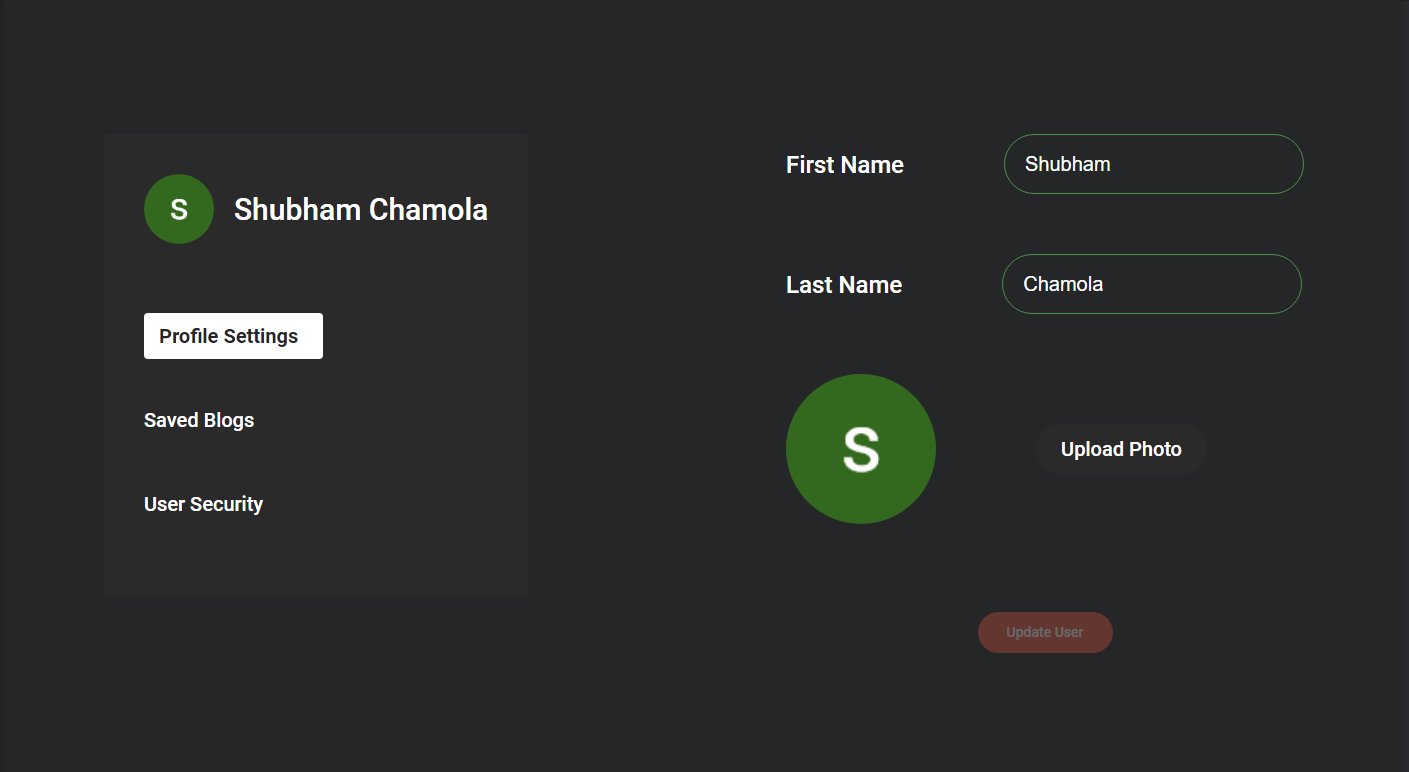 S
Shubham Chamola
Profile Settings
Saved Blogs
User Security
First Name
Shubham
Last Name
Chamola
S
Upload Photo
Update User